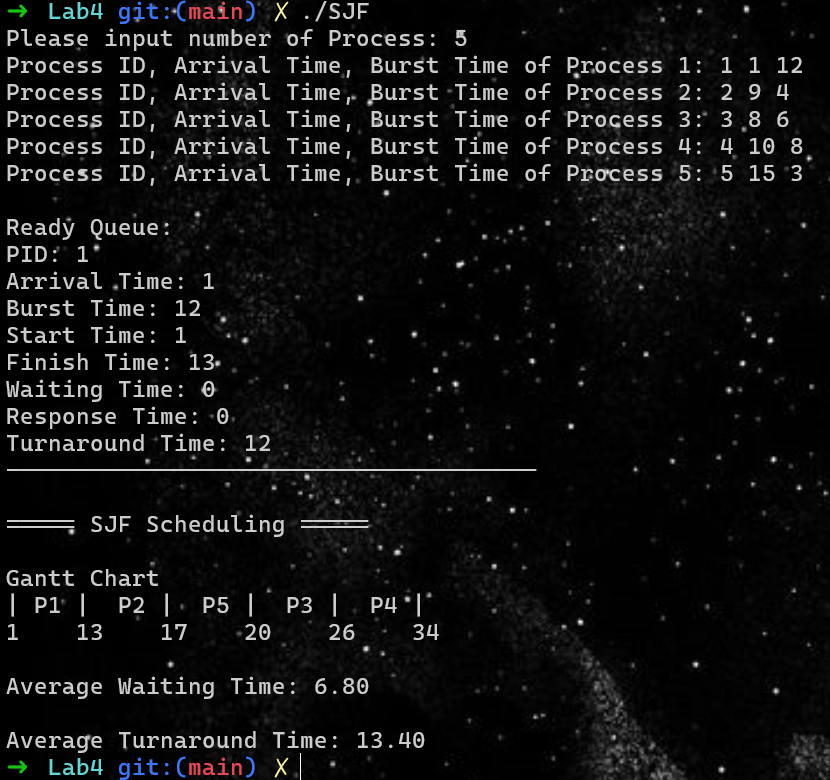 ➜ Lab4 git:(main) ✗ ./SJF
Please input number of Process: 5
Process ID, Arrival Time, Burst Time of Process 1: 1 1 12
Process ID, Arrival Time, Burst Time of Process 2: 2 9 4
Process ID, Arrival Time, Burst Time of Process 3: 3 8 6
Process ID, Arrival Time, Burst Time of Process 4: 4 10 8
Process ID, Arrival Time, Burst Time of Process 5: 5 15 3
Ready Queue:
PID: 1
Arrival Time: 1
Burst Time: 12
Start Time: 1
Finish Time: 13
Waiting Time: 0
Response Time: 0
Turnaround Time: 12
===== SJF Scheduling =====
Gantt Chart
| P1 |  P2 |  P5 |  P3 |  P4 |
1    13    17    20    26    34
Average Waiting Time: 6.80
Average Turnaround Time: 13.40
➜ Lab4 git:(main) ✗